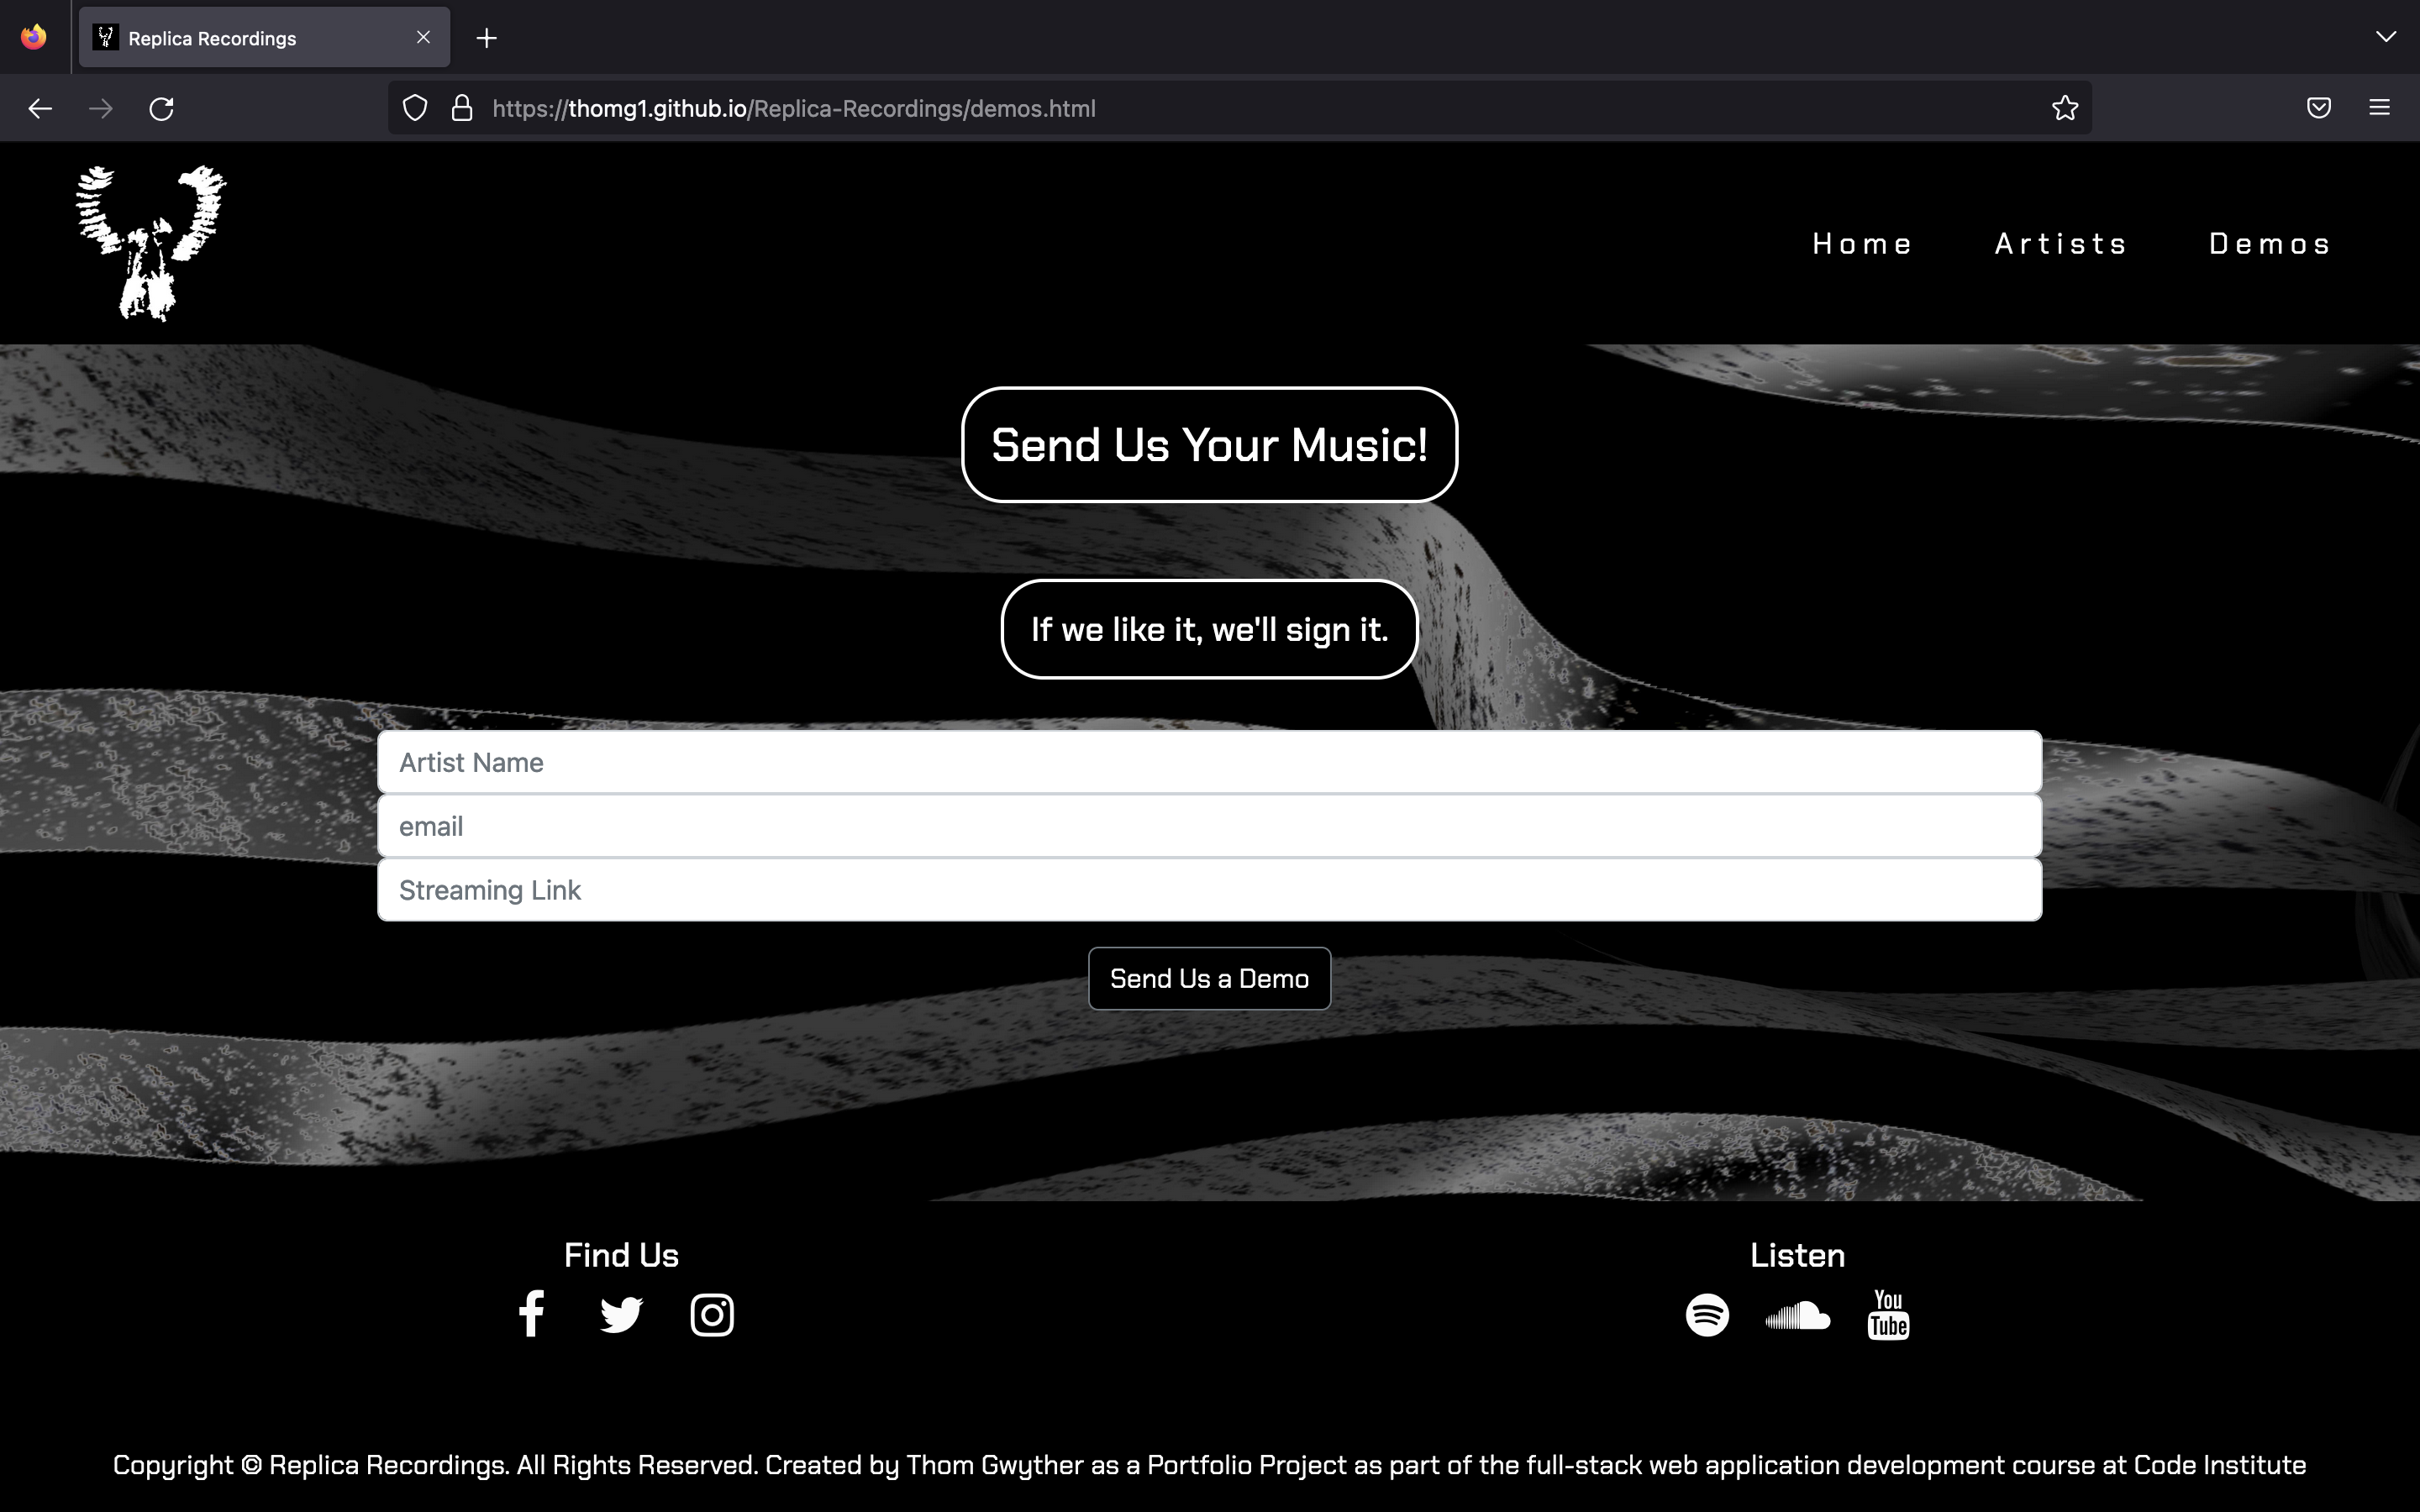 Replica Recordings
https://thomg1.github.io/Replica-Recordings/demos.html
Home Artists Demos
Send Us Your Music!
If we like it, we'll sign it.
Artist Name
email
Streaming Link
Send Us a Demo
Find Us
Listen
You
Tube
Copyright © Replica Recordings. All Rights Reserved. Created by Thom Gwyther as a Portfolio Project as part of the full-stack web application development course at Code Institute